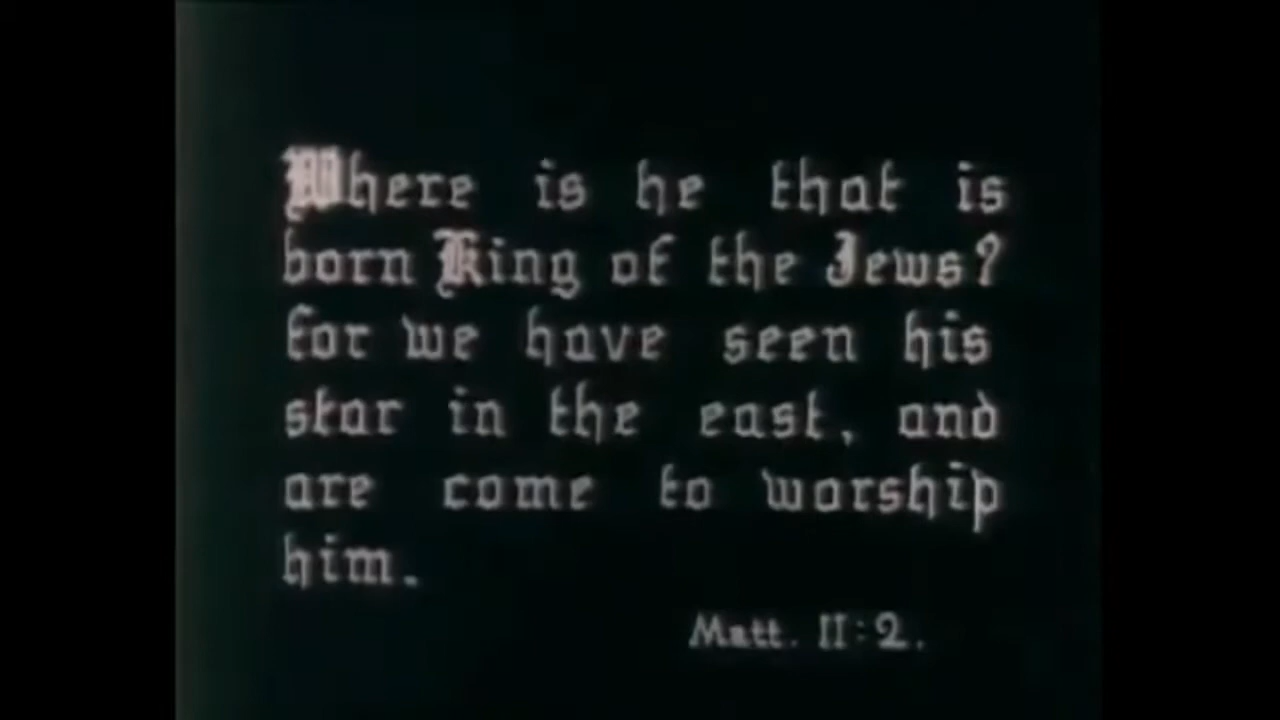 Where is he that is
born King of the Jews?
for we have seen his
star in the east, and
are come to worship
him.
Matt. II:2.